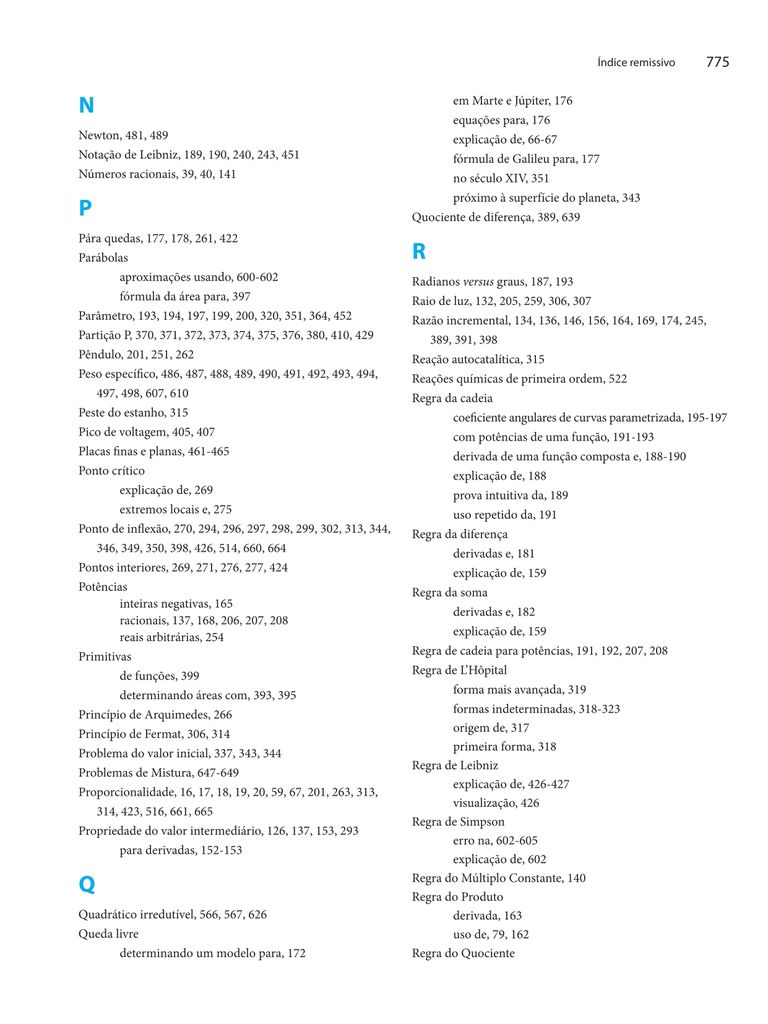 Índice remissivo 775
N
Newton, 481, 489
Notação de Leibniz, 189, 190, 240, 243, 451
Números racionais, 39, 40, 141
P
Pára quedas, 177, 178, 261, 422
Parábolas
aproximações usando, 600-602
fórmula da área para, 397
Parâmetro, 193, 194, 197, 199, 200, 320, 351, 364, 452
Partição P, 370, 371, 372, 373, 374, 375, 376, 380, 410, 429
Pêndulo, 201, 251, 262
Peso específico, 486, 487, 488, 489, 490, 491, 492, 493, 494,
497, 498, 607, 610
Peste do estanho, 315
Pico de voltagem, 405, 407
Placas finas e planas, 461-465
Ponto crítico
explicação de, 269
extremos locais e, 275
Ponto de inflexão, 270, 294, 296, 297, 298, 299, 302, 313, 344,
346, 349, 350, 398, 426, 514, 660, 664
Pontos interiores, 269, 271, 276, 277, 424
Potências
inteiras negativas, 165
racionais, 137, 168, 206, 207, 208
reais arbitrárias, 254
Primitivas
de funções, 399
determinando áreas com, 393, 395
Princípio de Arquimedes, 266
Princípio de Fermat, 306, 314
Problema do valor inicial, 337, 343, 344
Problemas de Mistura, 647-649
Proporcionalidade, 16, 17, 18, 19, 20, 59, 67, 201, 263, 313,
314, 423, 516, 661, 665
Propriedade do valor intermediário, 126, 137, 153, 293
para derivadas, 152-153
Q
Quadrático irredutível, 566, 567, 626
Queda livre
determinando um modelo para, 172
em Marte e Júpiter, 176
equações para, 176
explicação de, 66-67
fórmula de Galileu para, 177
no século XIV, 351
próximo à superfície do planeta, 343
Quociente de diferença, 389, 639
R
Radianos versus graus, 187, 193
Raio de luz, 132, 205, 259, 306, 307
Razão incremental, 134, 136, 146, 156, 164, 169, 174, 245,
389, 391, 398
Reação autocatalítica, 315
Reações químicas de primeira ordem, 522
Regra da cadeia
coeficiente angulares de curvas parametrizada, 195-197
com potências de uma função, 191-193
derivada de uma função composta e, 188-190
explicação de, 188
prova intuitiva da, 189
uso repetido da, 191
Regra da diferença
derivadas e, 181
explicação de, 159
Regra da soma
derivadas e, 182
explicação de, 159
Regra de cadeia para potências, 191, 192, 207, 208
Regra de L'Hôpital
forma mais avançada, 319
formas indeterminadas, 318-323
origem de, 317
primeira forma, 318
Regra de Leibniz
explicação de, 426-427
visualização, 426
Regra de Simpson
erro na, 602-605
explicação de, 602
Regra do Múltiplo Constante, 140
Regra do Produto
derivada, 163
uso de, 79, 162
Regra do Quociente